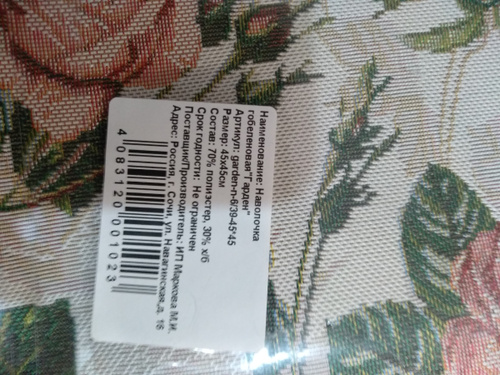 Наименование: Наволочка
гобеленовая "Гарден"
Артикул: garden-n-6/39-45*45
Размер: 45х45см
Состав: 70% полиэстер, 30% х/б
Срок годности: Не ограничен
Поставщик/Производитель: ИП Маркова М.И.
Адрес: Россия, г. Сочи, ул. Навагинская,д. 16
4 083120 001023